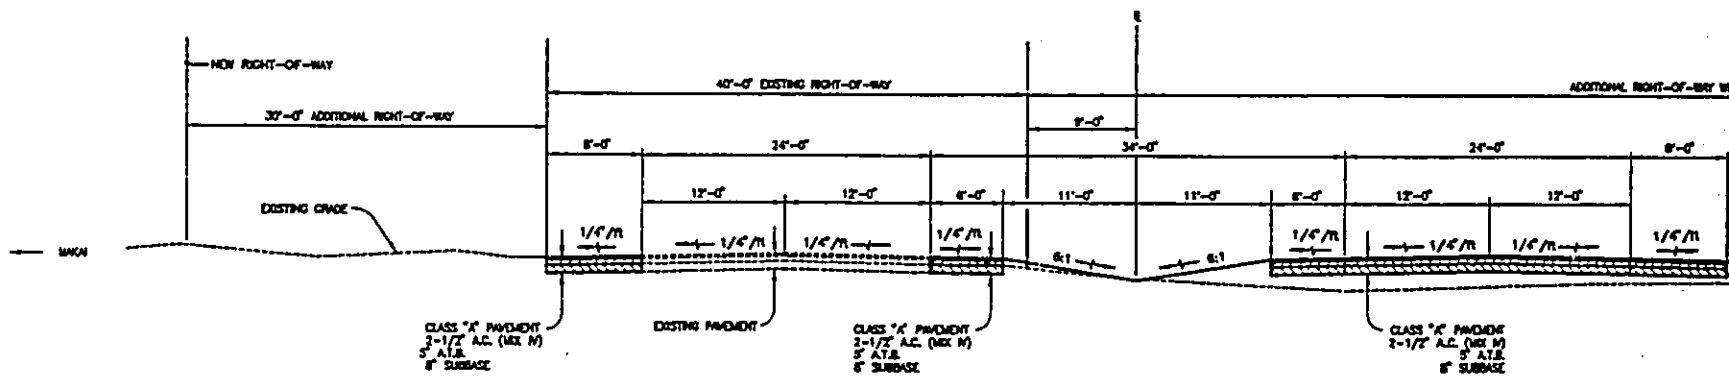 NEW RIGHT-OF-WAY
40'-0" EXISTING RIGHT-OF-WAY
ADDITIONAL RIGHT-OF-WAY
30'-0" ADDITIONAL RIGHT-OF-WAY
9'-0"
8'-0" 24'-0" 34'-0" 24'-0" 8'-0"
12'-0" 12'-0" 6'-0" 11'-0" 11'-0" 6'-0" 12'-0" 12'-0"
EXISTING GRADE
1/4"/ft 1/4"/ft 1/4"/ft 1/4"/ft 1/4"/ft 1/4"/ft 1/4"/ft 1/4"/ft
MAKAI
6:1 6:1
EXISTING PAVEMENT
CLASS "A" PAVEMENT
2-1/2" A.C. (MIX IV)
5" A.T.B.
8" SUBBASE
CLASS "A" PAVEMENT
2-1/2" A.C. (MIX IV)
5" A.T.B.
8" SUBBASE
CLASS "A" PAVEMENT
2-1/2" A.C. (MIX IV)
5" A.T.B.
8" SUBBASE